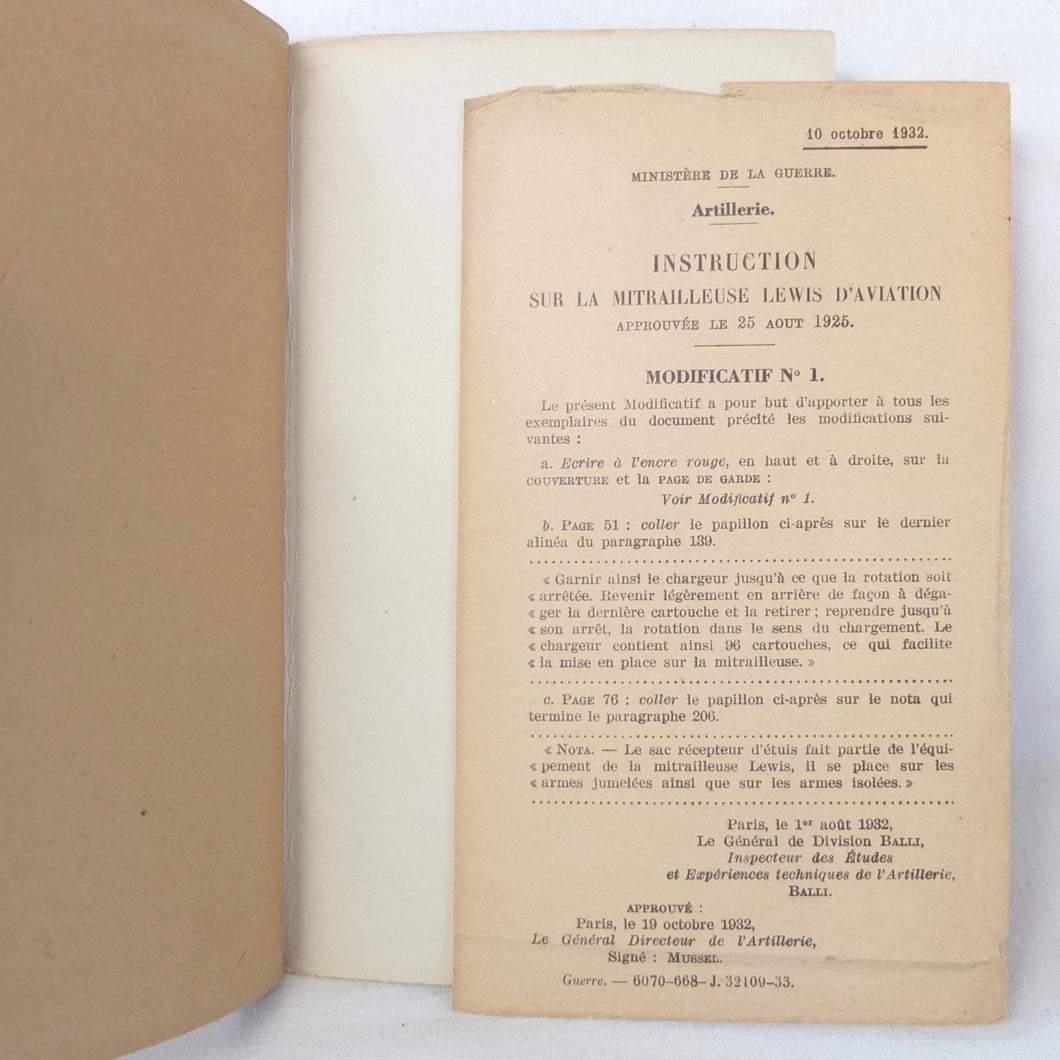 10 octobre 1932.
MINISTÈRE DE LA GUERRE.
Artillerie.
INSTRUCTION
SUR LA MITRAILLEUSE LEWIS D'AVIATION
APPROUVÉE LE 25 AOUT 1925.
MODIFICATIF N° 1.
Le présent Modificatif a pour but d'apporter à tous les
exemplaires du document précité les modifications sui-
vantes :
a. Ecrire à l'encre rouge, en haut et à droite, sur la
COUVERTURE et la PAGE DE GARDE :
Voir Modificatif n° 1.
b. PAGE 51 : coller le papillon ci-après sur le dernier
alinéa du paragraphe 139.
« Garnir ainsi le chargeur jusqu'à ce que la rotation soit
« arrêtée. Revenir légèrement en arrière de façon à déga-
« ger la dernière cartouche et la retirer ; reprendre jusqu'à
« son arrêt, la rotation dans le sens du chargement. Le
« chargeur contient ainsi 96 cartouches, ce qui facilite
« la mise en place sur la mitrailleuse. »
c. PAGE 76 : coller le papillon ci-après sur le nota qui
termine le paragraphe 206.
« NOTA. — Le sac récepteur d'étuis fait partie de l'équi-
« pement de la mitrailleuse Lewis, il se place sur les
« armes jumelées ainsi que sur les armes isolées. »
Paris, le 1er août 1932,
Le Général de Division BALLI,
Inspecteur des Études
et Expériences techniques de l'Artillerie,
BALLI.
APPROUVÉ :
Paris, le 19 octobre 1932,
Le Général Directeur de l'Artillerie,
Signé : MUSSEL.
Guerre. — 6070-668-J. 32109-33.